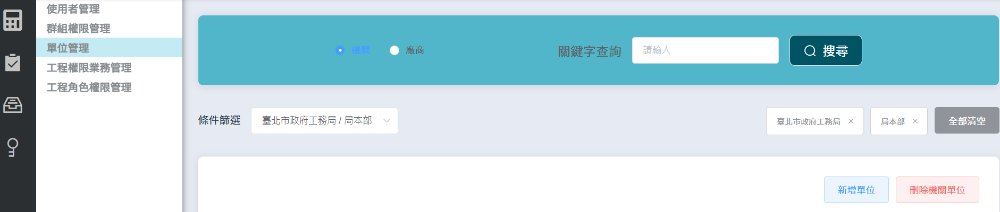 使用者管理
群組權限管理
單位管理
工程權限業務管理
工程角色權限管理
機關 廠商 關鍵字查詢 請輸入 搜尋
條件篩選 臺北市政府工務局 / 局本部 臺北市政府工務局 × 局本部 × 全部清空
新增單位 刪除機關單位